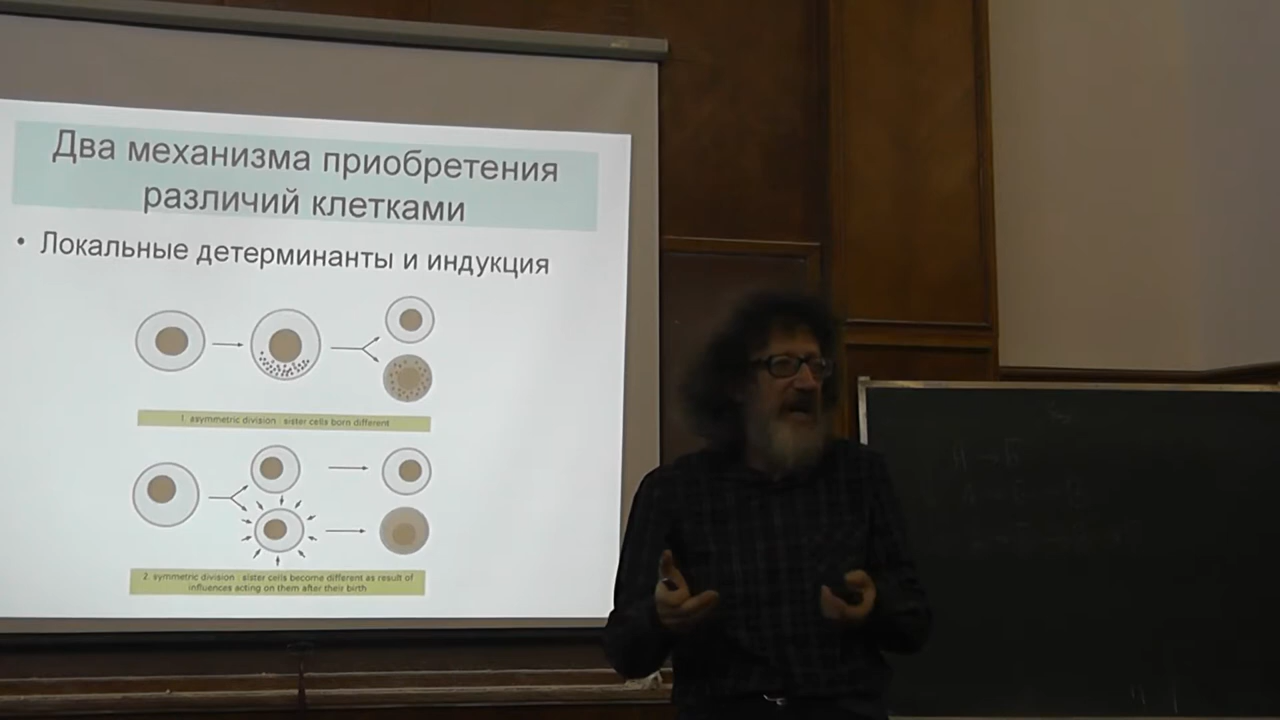 Два механизма приобретения
различий клетками
• Локальные детерминанты и индукция
1. asymmetric division : sister cells born different
2. symmetric division : sister cells become different as result of
influences acting on them after their birth